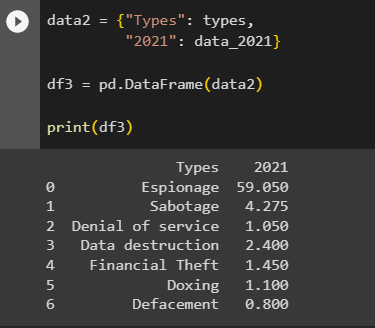 data2 = {"Types": types,
"2021": data_2021}
df3 = pd.DataFrame(data2)
print(df3)
Types 2021
0 Espionage 59.050
1 Sabotage 4.275
2 Denial of service 1.050
3 Data destruction 2.400
4 Financial Theft 1.450
5 Doxing 1.100
6 Defacement 0.800